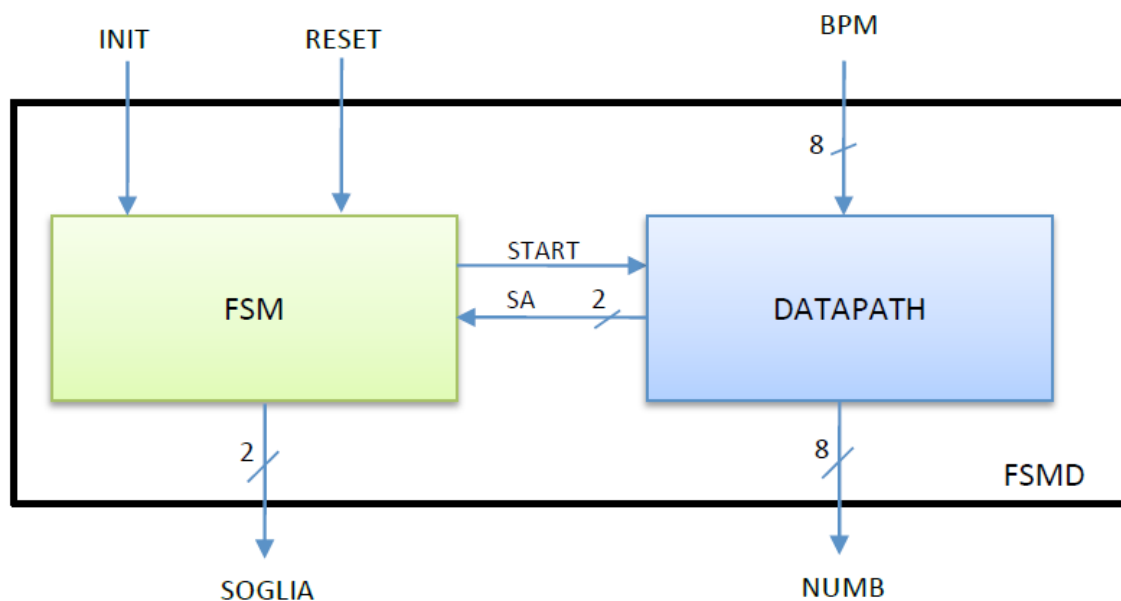 INIT
RESET
BPM
8
START
SA
2
FSM
DATAPATH
2
8
FSMD
SOGLIA
NUMB